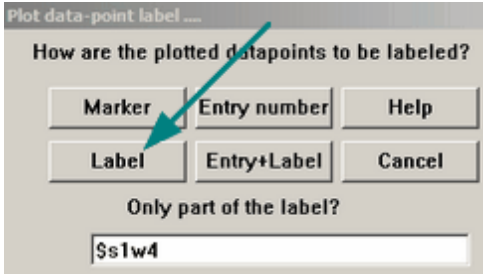 Plot data-point label ....
How are the plotted datapoints to be labeled?
Marker Entry number Help
Label Entry+Label Cancel
Only part of the label?
$s1w4